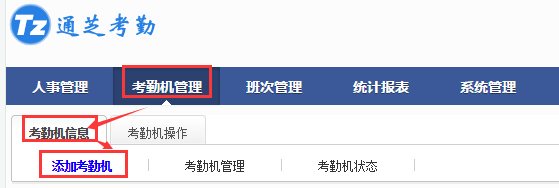 Tz 通芝考勤
人事管理 考勤机管理 班次管理 统计报表 系统管理
考勤机信息 考勤机操作
添加考勤机 考勤机管理 考勤机状态